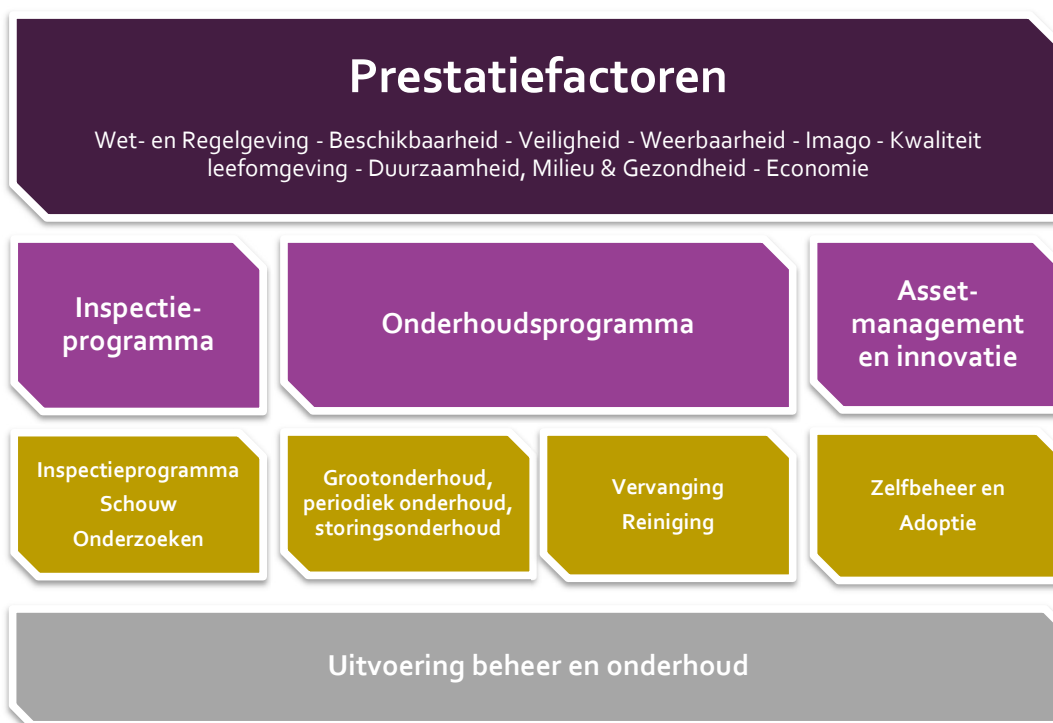 Prestatiefactoren
Wet- en Regelgeving - Beschikbaarheid - Veiligheid - Weerbaarheid - Imago - Kwaliteit
leefomgeving - Duurzaamheid, Milieu & Gezondheid - Economie
Inspectie-
programma
Onderhoudsprogramma
Asset-
management
en innovatie
Inspectieprogramma
Schouw
Onderzoeken
Grootonderhoud,
periodiek onderhoud,
storingsonderhoud
Vervanging
Reiniging
Zelfbeheer en
Adoptie
Uitvoering beheer en onderhoud